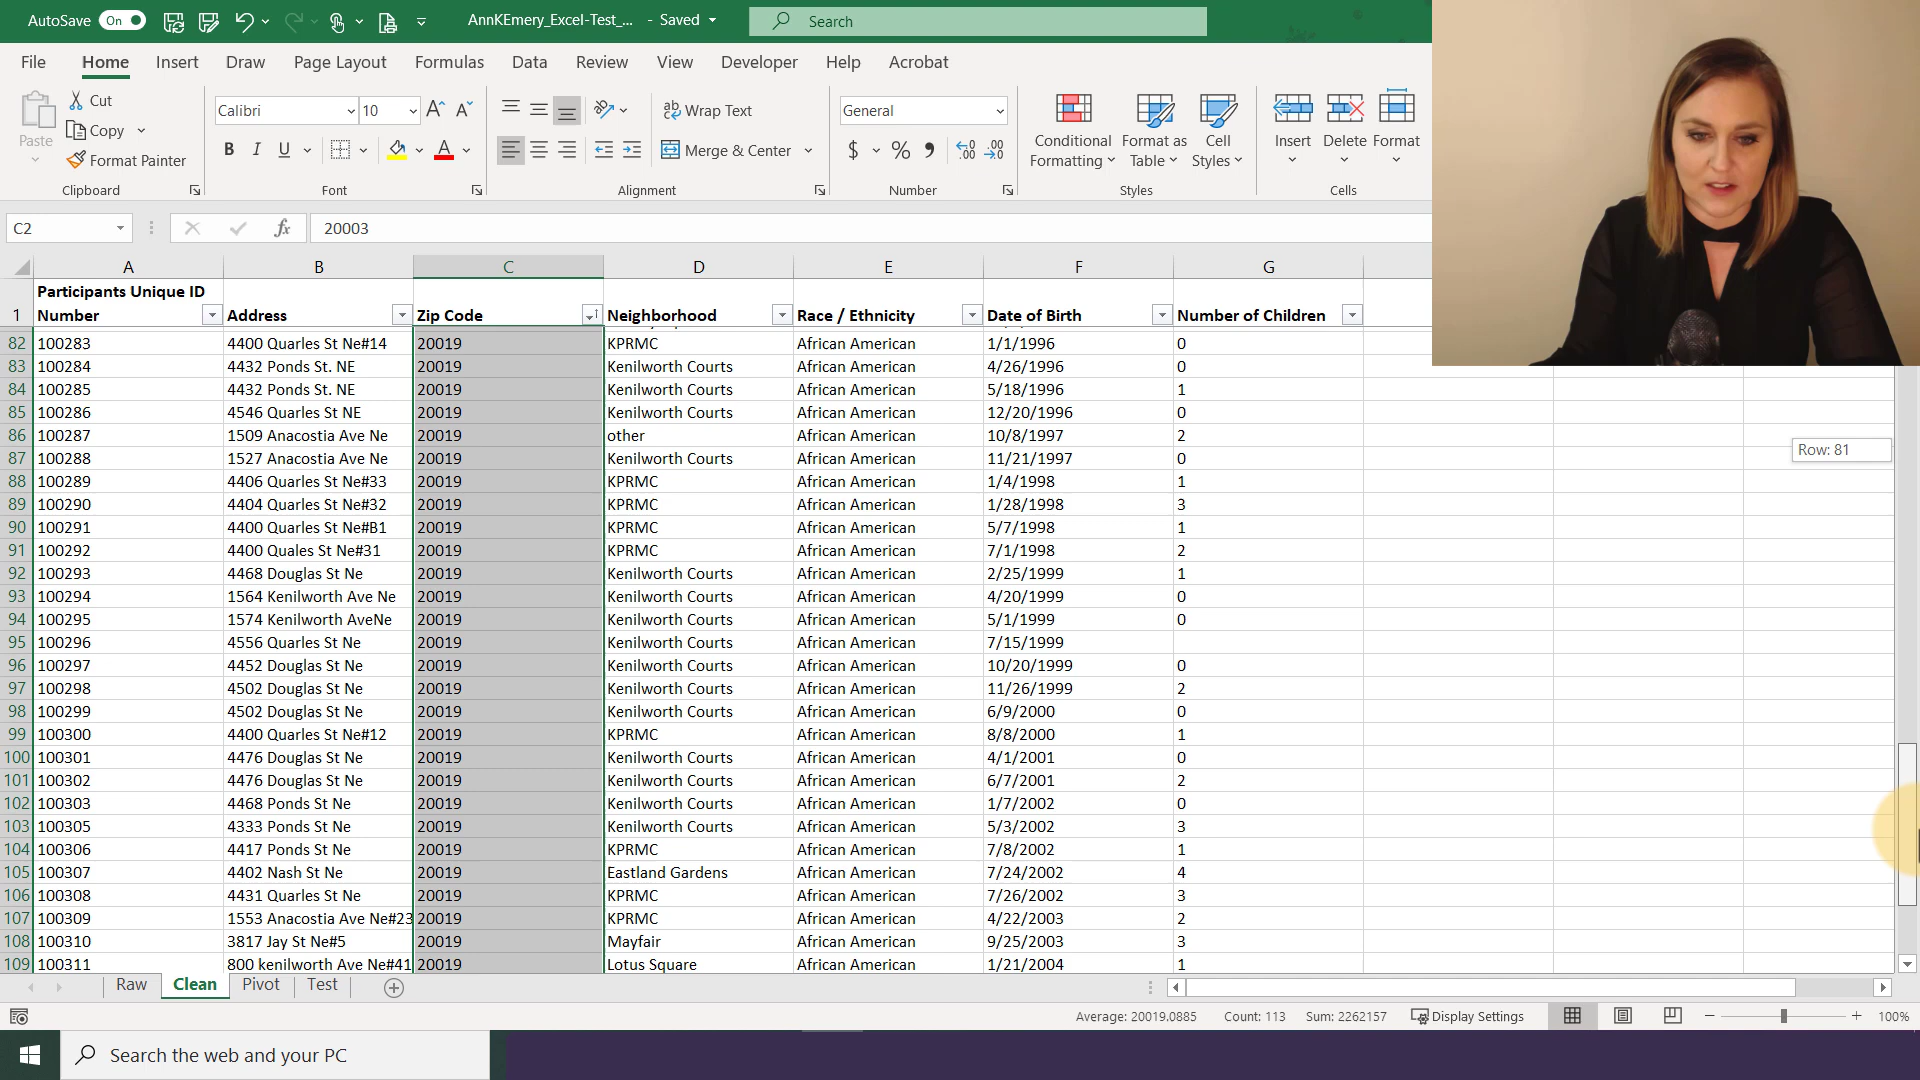 AutoSave On AnnKEmery_Excel-Test_... - Saved Search
File Home Insert Draw Page Layout Formulas Data Review View Developer Help Acrobat
Paste
Cut
Copy
Format Painter
Clipboard
Calibri 10
B I U A
Font
ab Wrap Text
Merge & Center
Alignment
General
$ % 9 .00
Number
Conditional Formatting
Format as Table
Cell Styles
Styles
Insert Delete Format
Cells
C2 fx 20003
A B C D E F G
1 Participants Unique ID Number Address Zip Code Neighborhood Race / Ethnicity Date of Birth Number of Children
82 100283 4400 Quarles St Ne#14 20019 KPRMC African American 1/1/1996 0
83 100284 4432 Ponds St. NE 20019 Kenilworth Courts African American 4/26/1996 0
84 100285 4432 Ponds St. NE 20019 Kenilworth Courts African American 5/18/1996 1
85 100286 4546 Quarles St NE 20019 Kenilworth Courts African American 12/20/1996 0
86 100287 1509 Anacostia Ave Ne 20019 other African American 10/8/1997 2
87 100288 1527 Anacostia Ave Ne 20019 Kenilworth Courts African American 11/21/1997 0
88 100289 4406 Quarles St Ne#33 20019 KPRMC African American 1/4/1998 1
89 100290 4404 Quarles St Ne#32 20019 KPRMC African American 1/28/1998 3
90 100291 4400 Quarles St Ne#B1 20019 KPRMC African American 5/7/1998 1
91 100292 4400 Quales St Ne#31 20019 KPRMC African American 7/1/1998 2
92 100293 4468 Douglas St Ne 20019 Kenilworth Courts African American 2/25/1999 1
93 100294 1564 Kenilworth Ave Ne 20019 Kenilworth Courts African American 4/20/1999 0
94 100295 1574 Kenilworth AveNe 20019 Kenilworth Courts African American 5/1/1999 0
95 100296 4556 Quarles St Ne 20019 Kenilworth Courts African American 7/15/1999
96 100297 4452 Douglas St Ne 20019 Kenilworth Courts African American 10/20/1999 0
97 100298 4502 Douglas St Ne 20019 Kenilworth Courts African American 11/26/1999 2
98 100299 4502 Douglas St Ne 20019 Kenilworth Courts African American 6/9/2000 0
99 100300 4400 Quarles St Ne#12 20019 KPRMC African American 8/8/2000 1
100 100301 4476 Douglas St Ne 20019 Kenilworth Courts African American 4/1/2001 0
101 100302 4476 Douglas St Ne 20019 Kenilworth Courts African American 6/7/2001 2
102 100303 4468 Ponds St Ne 20019 Kenilworth Courts African American 1/7/2002 0
103 100305 4333 Ponds St Ne 20019 Kenilworth Courts African American 5/3/2002 3
104 100306 4417 Ponds St Ne 20019 KPRMC African American 7/8/2002 1
105 100307 4402 Nash St Ne 20019 Eastland Gardens African American 7/24/2002 4
106 100308 4431 Quarles St Ne 20019 KPRMC African American 7/26/2002 3
107 100309 1553 Anacostia Ave Ne#23 20019 KPRMC African American 4/22/2003 2
108 100310 3817 Jay St Ne#5 20019 Mayfair African American 9/25/2003 3
109 100311 800 kenilworth Ave Ne#41 20019 Lotus Square African American 1/21/2004 1
Row: 81
Raw Clean Pivot Test
Average: 20019.0885 Count: 113 Sum: 2262157 Display Settings 100%
Search the web and your PC